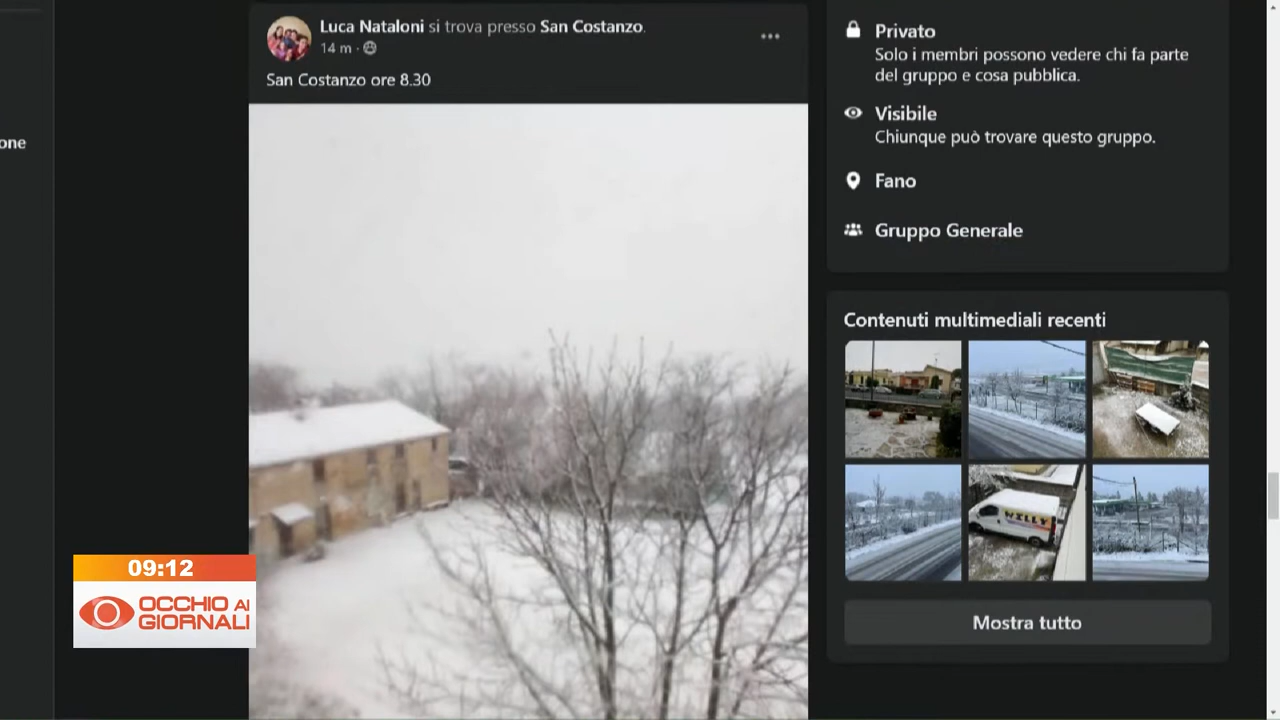 one
Luca Nataloni si trova presso San Costanzo.
14 m ·
San Costanzo ore 8.30
Privato
Solo i membri possono vedere chi fa parte
del gruppo e cosa pubblica.
Visibile
Chiunque può trovare questo gruppo.
Fano
Gruppo Generale
Contenuti multimediali recenti
Mostra tutto
09:12
OCCHIO AI
GIORNALI